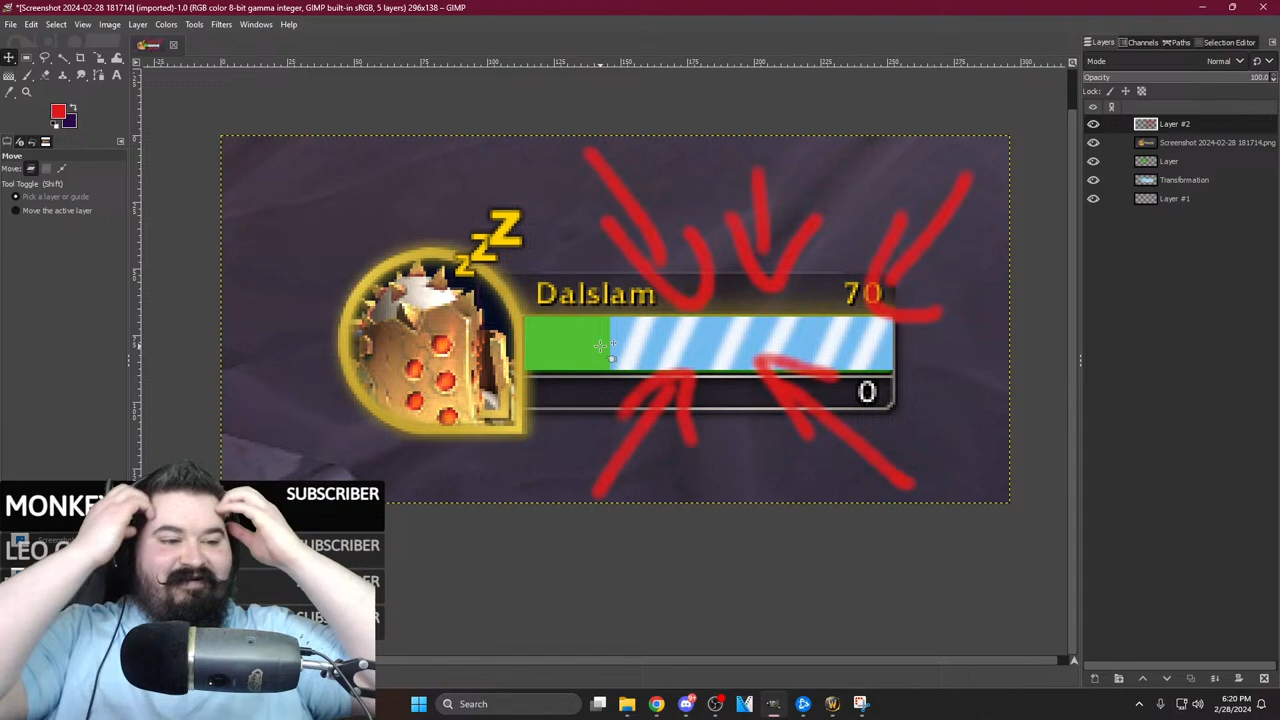 *[Screenshot 2024-02-28 181714] (imported)-1.0 (RGB color 8-bit gamma integer, GIMP built-in sRGB, 5 layers) 296x138 – GIMP
File Edit Select View Image Layer Colors Tools Filters Windows Help
Layers Channels Paths Selection Editor
Mode Normal
Opacity 100.0
Lock:
Layer #2
Screenshot 2024-02-28 181714.png
Layer
Transformation
Layer #1
Move
Move:
Tool Toggle (Shift)
Pick a layer or guide
Move the active layer
z z Z
Dalslam 70
0
MONKEY SUBSCRIBER
LEO SUBSCRIBER
SUBSCRIBER
Search
6:20 PM
2/28/2024